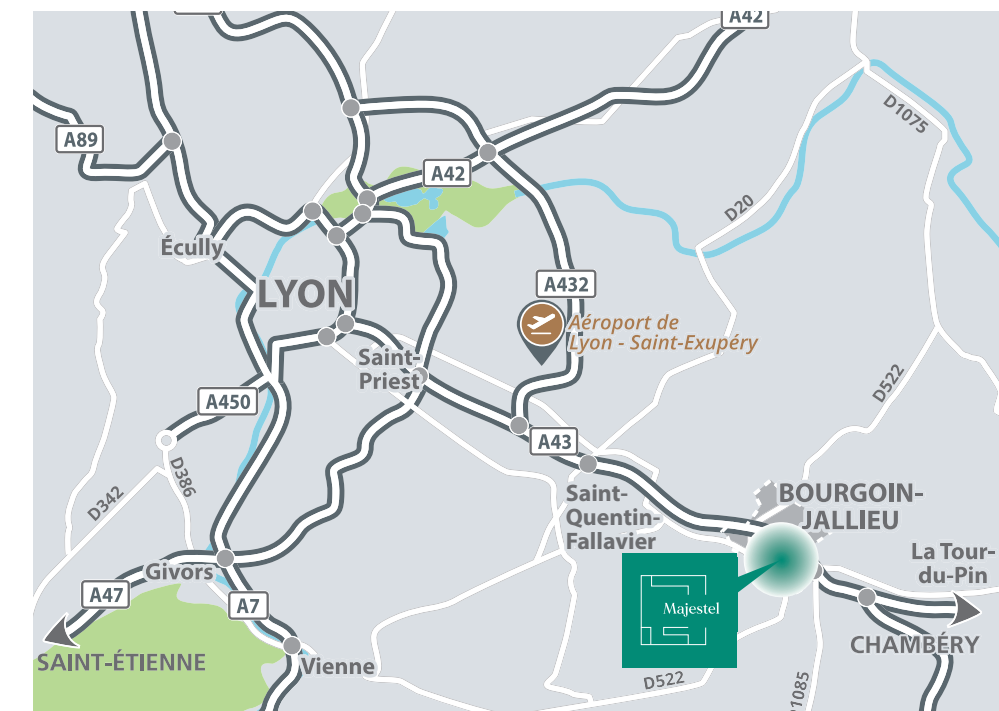 A42
A89
D1075
A42
D20
Écully
LYON
A432
Aéroport de
Lyon - Saint-Exupéry
Saint-
Priest
D522
A450
A43
D386
D342
Saint-
Quentin-
Fallavier
BOURGOIN-
JALLIEU
La Tour-
du-Pin
Givors
A47
A7
Majestel
CHAMBÉRY
SAINT-ÉTIENNE
Vienne
D522
D1085